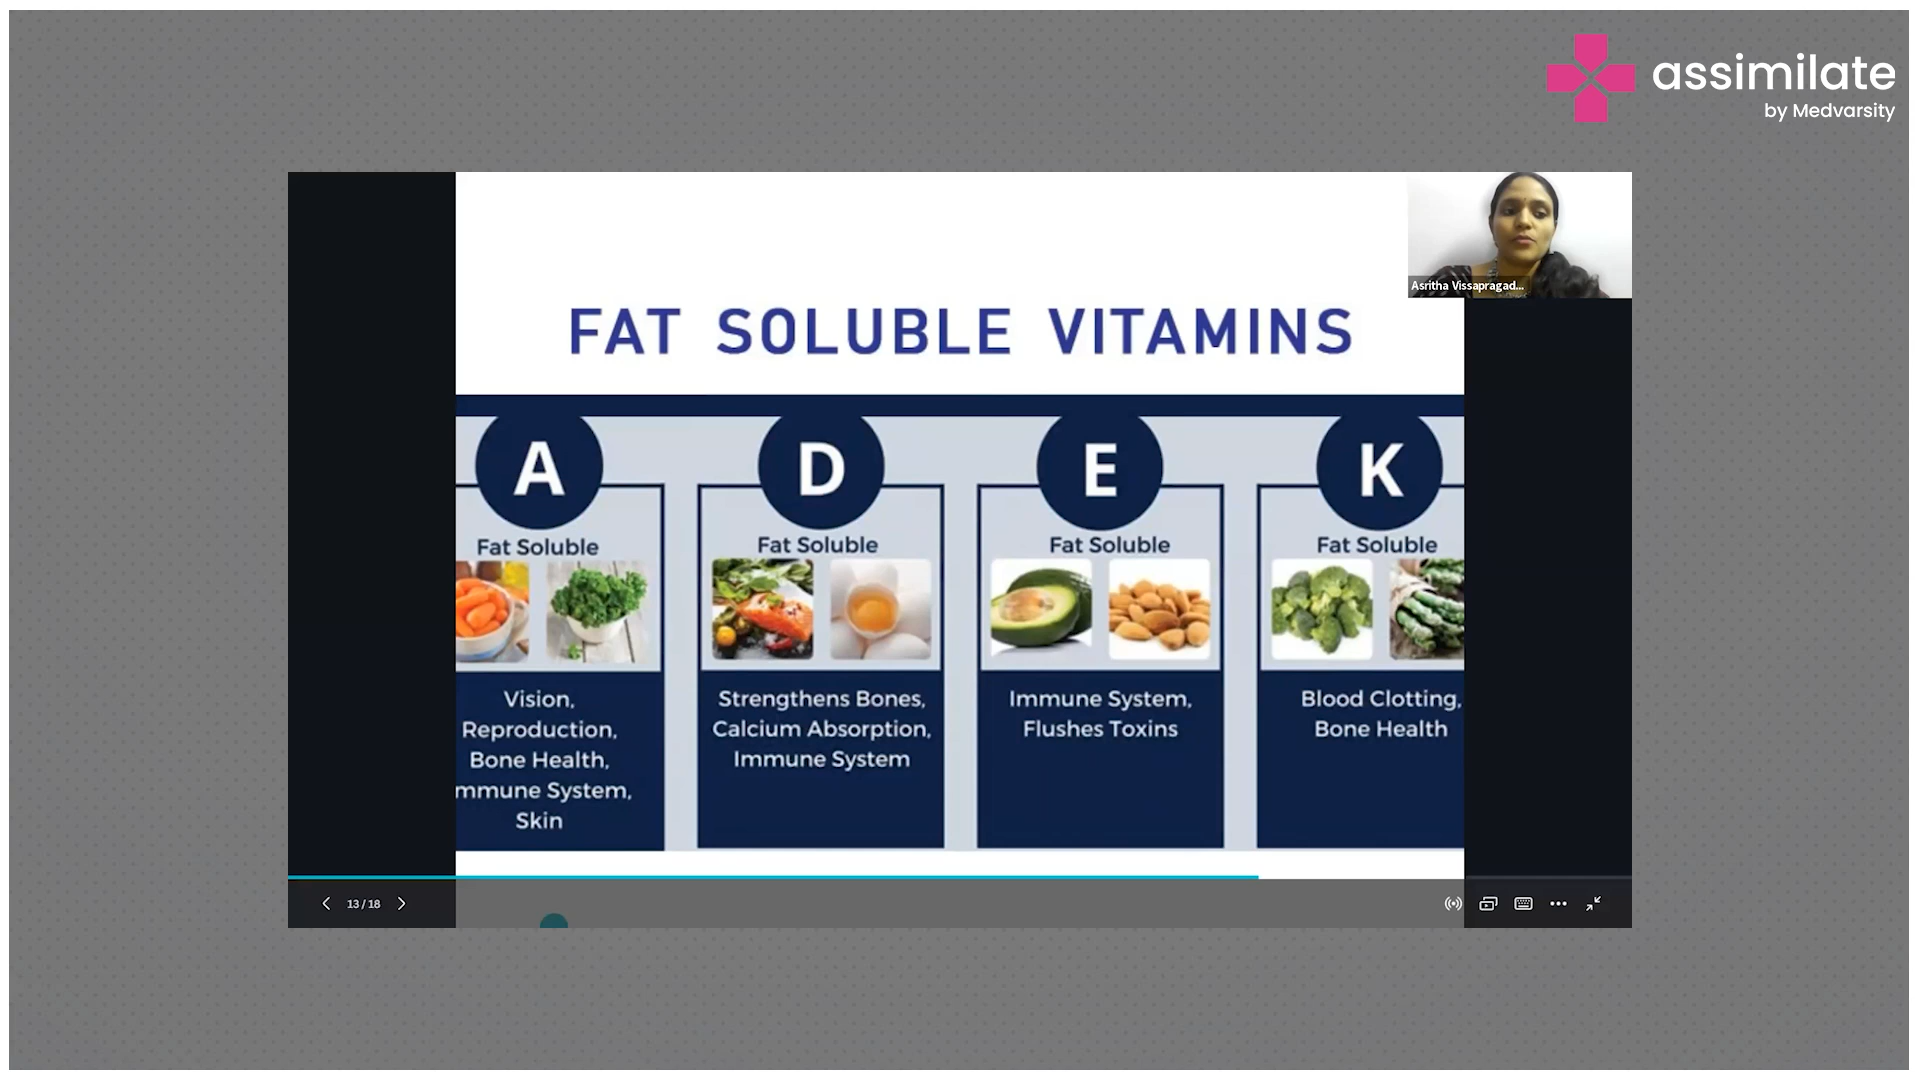 assimilate
by Medvarsity
Asritha Vissapragad...
FAT SOLUBLE VITAMINS
A
Fat Soluble
Vision,
Reproduction,
Bone Health,
mmune System,
Skin
D
Fat Soluble
Strengthens Bones,
Calcium Absorption,
Immune System
E
Fat Soluble
Immune System,
Flushes Toxins
K
Fat Soluble
Blood Clotting,
Bone Health
13 / 18